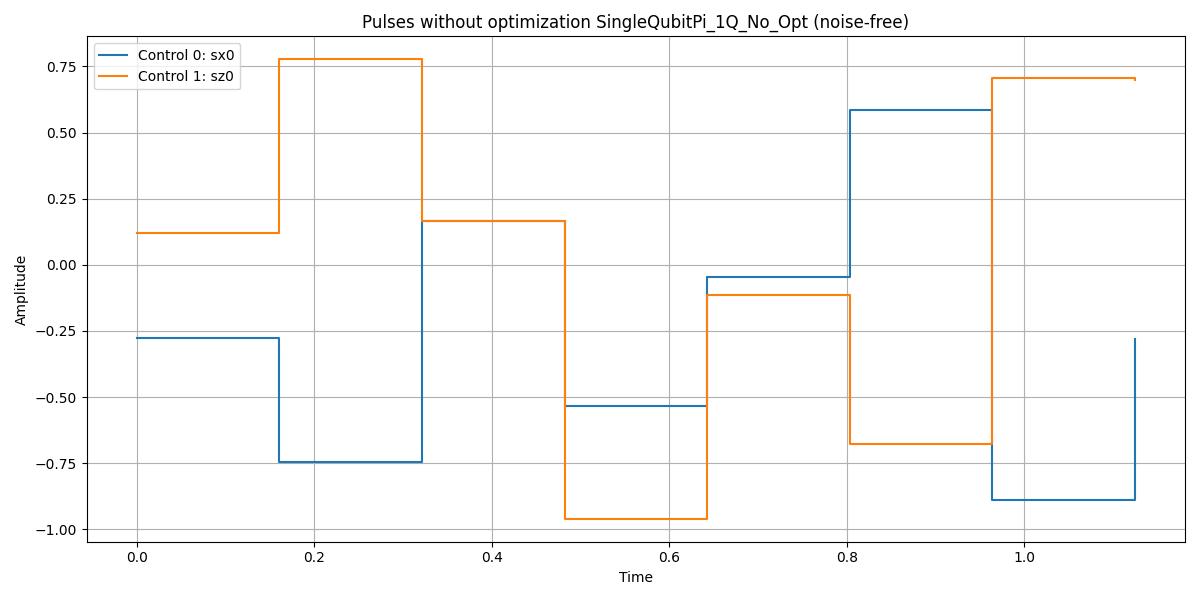 Pulses without optimization SingleQubitPi_1Q_No_Opt (noise-free)
Control 0: sx0
Control 1: sz0
Amplitude
0.75
0.50
0.25
0.00
−0.25
−0.50
−0.75
−1.00
0.0 0.2 0.4 0.6 0.8 1.0
Time